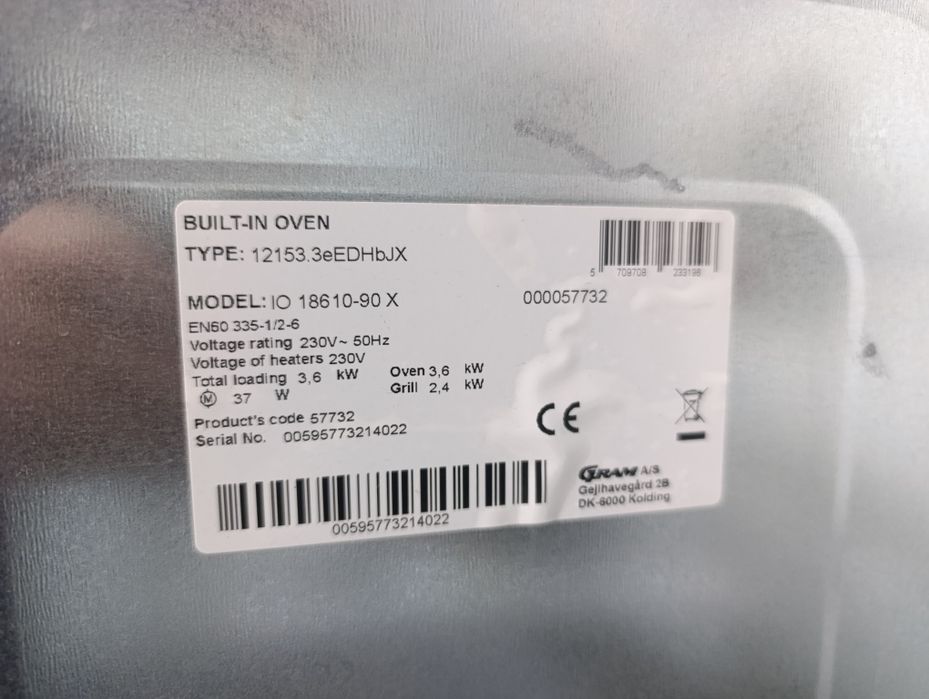 BUILT-IN OVEN
TYPE: 12153.3eEDHbJX
5 709708 233198
MODEL: IO 18610-90 X 000057732
EN60 335-1/2-6
Voltage rating 230V~ 50Hz
Voltage of heaters 230V
Total loading 3,6 kW Oven 3,6 kW
M 37 W Grill 2,4 kW
Product's code 57732
Serial No. 00595773214022
CE
00595773214022
GRAM A/S
Gejlhavegård 2B
DK-6000 Kolding